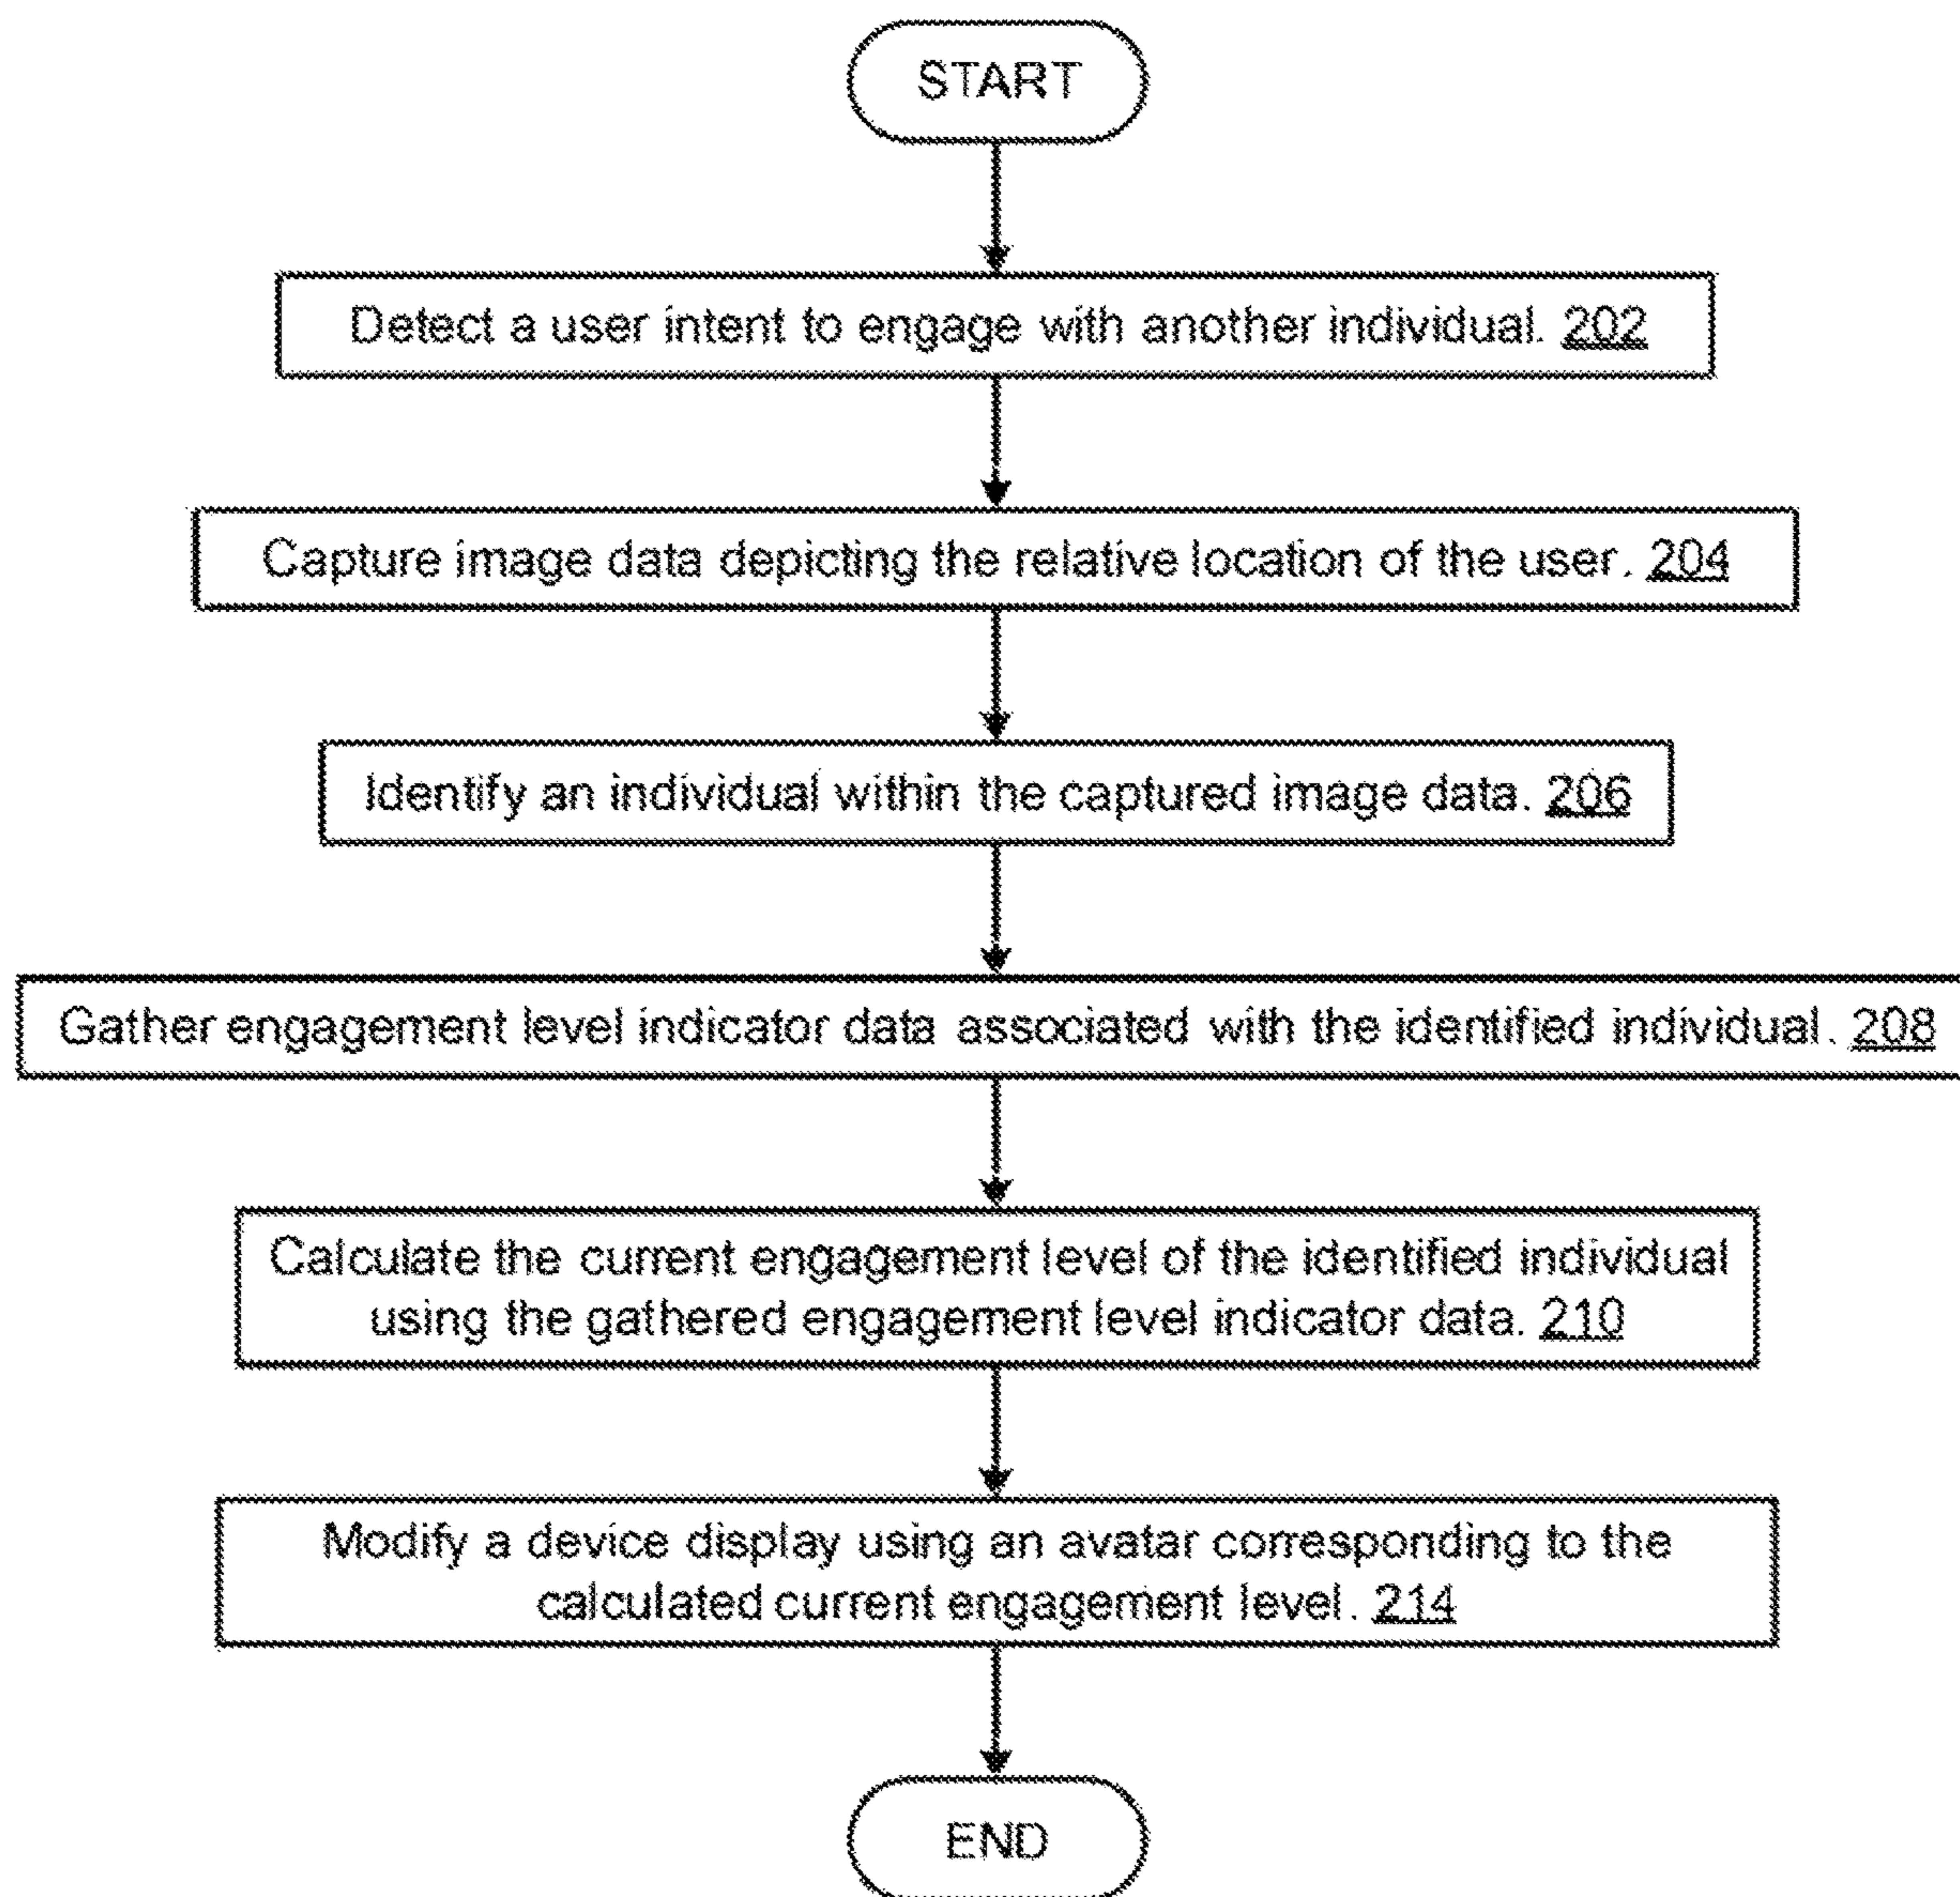 START
Detect a user intent to engage with another individual. 202
Capture image data depicting the relative location of the user. 204
Identify an individual within the captured image data. 206
Gather engagement level indicator data associated with the identified individual. 208
Calculate the current engagement level of the identified individual
using the gathered engagement level indicator data. 210
Modify a device display using an avatar corresponding to the
calculated current engagement level. 214
END